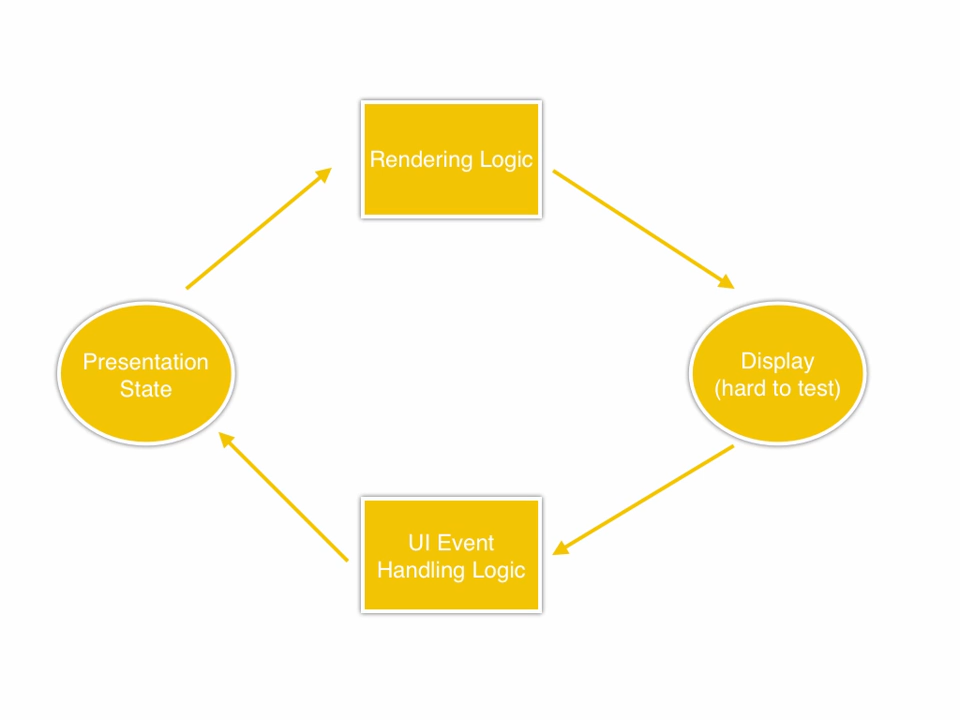 Rendering Logic
Presentation
State
Display
(hard to test)
UI Event
Handling Logic